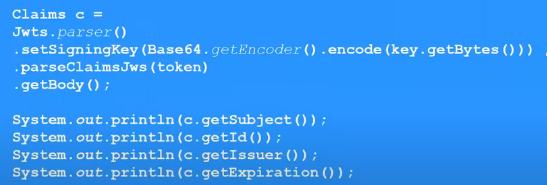 Claims c =
Jwts.parser()
.setSigningKey(Base64.getEncoder().encode(key.getBytes()))
.parseClaimsJws(token)
.getBody();
System.out.println(c.getSubject());
System.out.println(c.getId());
System.out.println(c.getIssuer());
System.out.println(c.getExpiration());